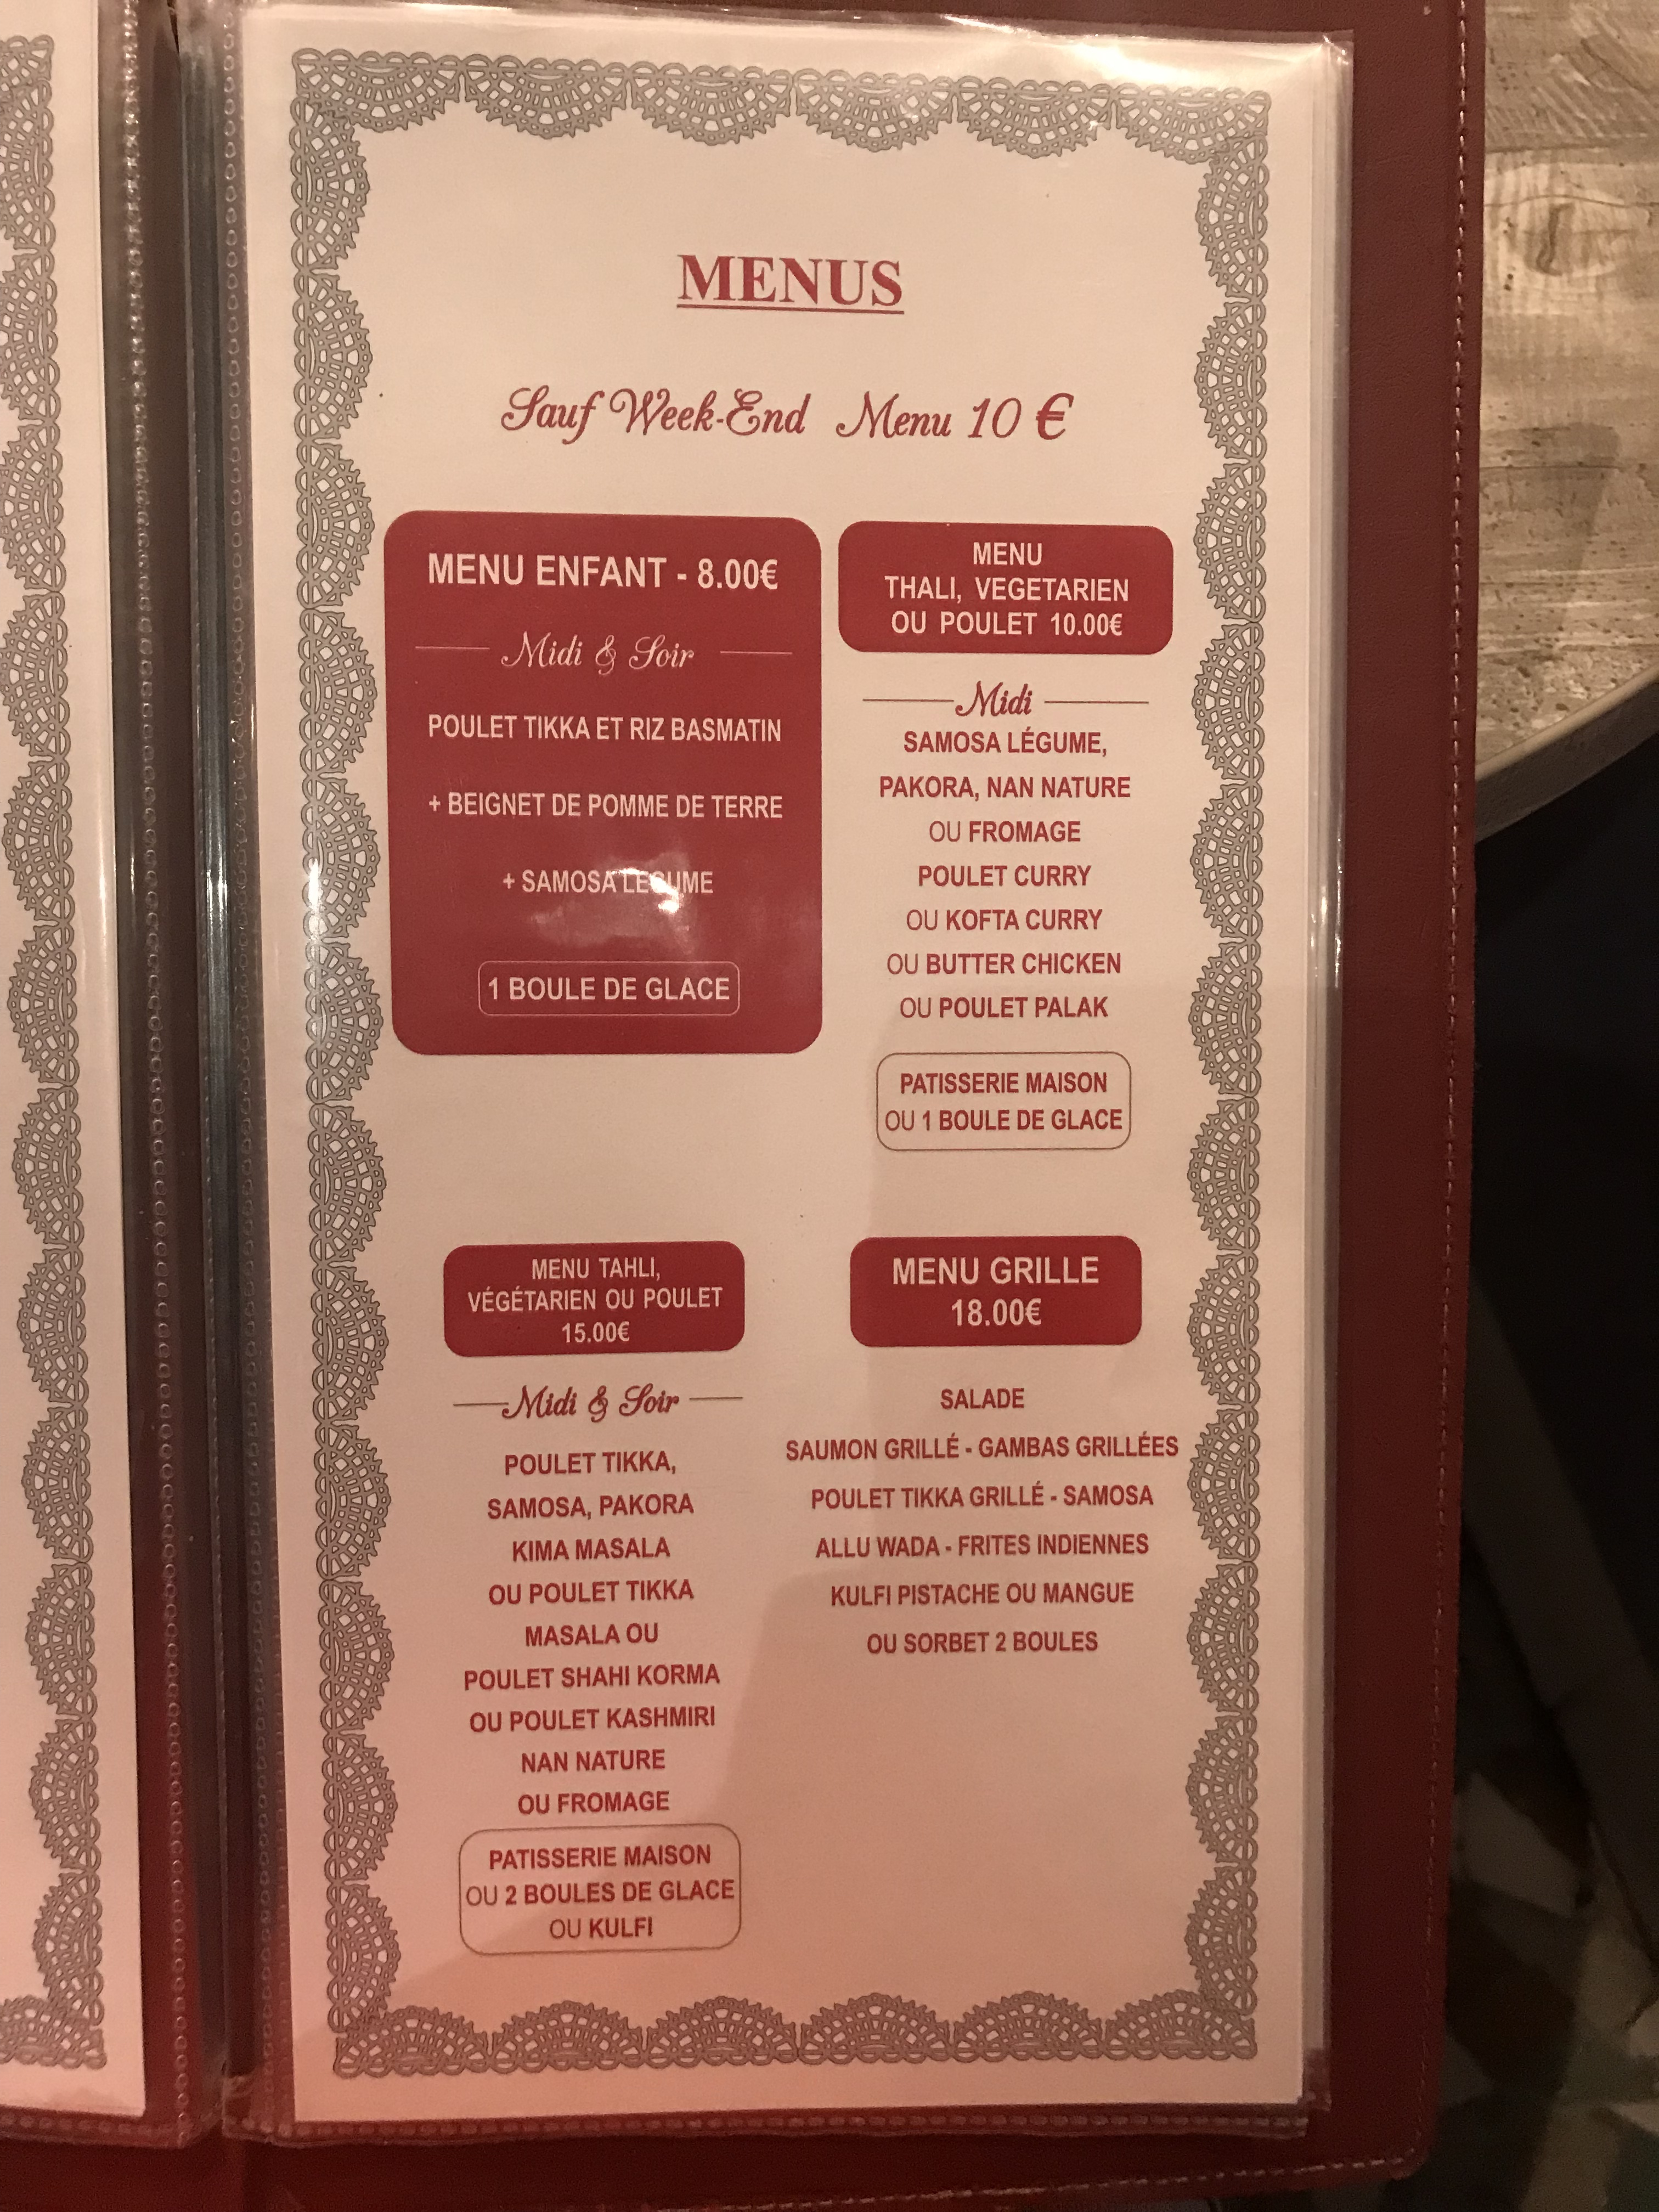 MENUS
Sauf Week-End Menu 10 €
MENU ENFANT - 8.00€
Midi & Soir
POULET TIKKA ET RIZ BASMATIN
+ BEIGNET DE POMME DE TERRE
+ SAMOSA LEGUME
1 BOULE DE GLACE
MENU
THALI, VEGETARIEN
OU POULET 10.00€
Midi
SAMOSA LÉGUME,
PAKORA, NAN NATURE
OU FROMAGE
POULET CURRY
OU KOFTA CURRY
OU BUTTER CHICKEN
OU POULET PALAK
PATISSERIE MAISON
OU 1 BOULE DE GLACE
MENU TAHLI,
VÉGÉTARIEN OU POULET
15.00€
Midi & Soir
POULET TIKKA,
SAMOSA, PAKORA
KIMA MASALA
OU POULET TIKKA
MASALA OU
POULET SHAHI KORMA
OU POULET KASHMIRI
NAN NATURE
OU FROMAGE
PATISSERIE MAISON
OU 2 BOULES DE GLACE
OU KULFI
MENU GRILLE
18.00€
SALADE
SAUMON GRILLÉ - GAMBAS GRILLÉES
POULET TIKKA GRILLÉ - SAMOSA
ALLU WADA - FRITES INDIENNES
KULFI PISTACHE OU MANGUE
OU SORBET 2 BOULES